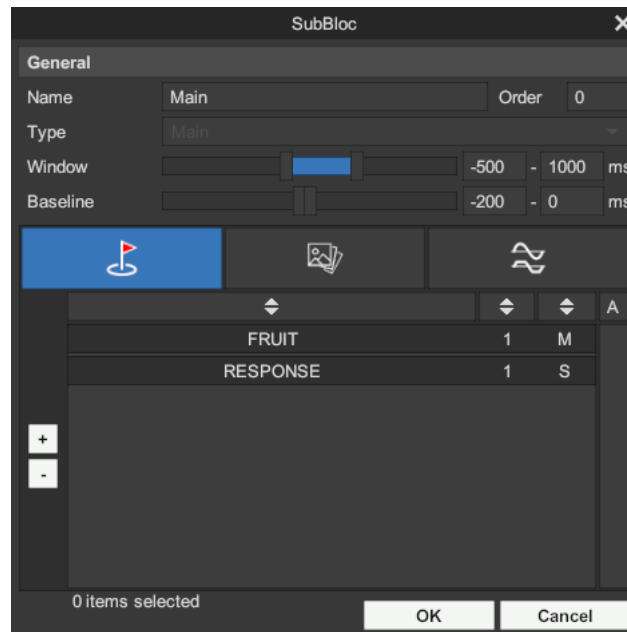 SubBloc
General
Name Main Order 0
Type Main
Window -500 - 1000 ms
Baseline -200 - 0 ms
A
FRUIT 1 M
RESPONSE 1 S
+
-
0 items selected
OK Cancel